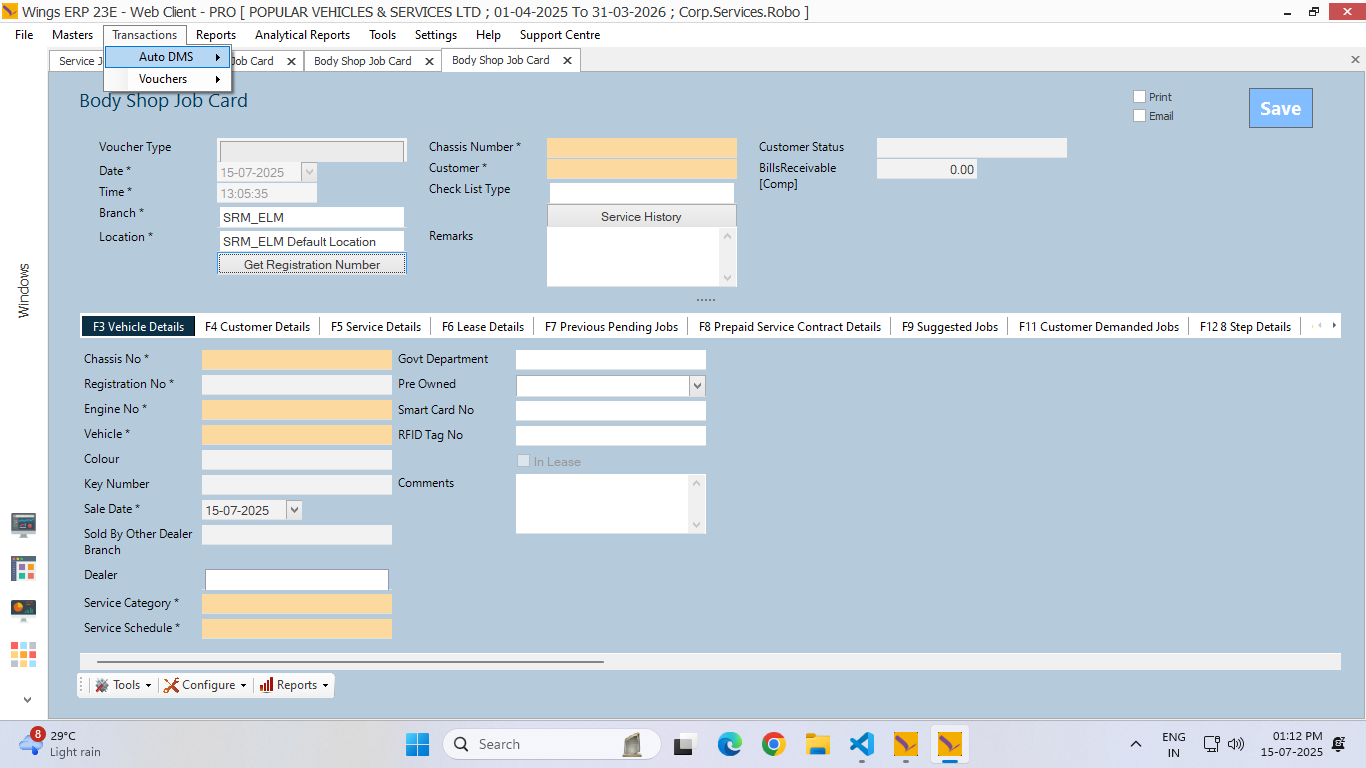 Wings ERP 23E - Web Client - PRO [ POPULAR VEHICLES & SERVICES LTD ; 01-04-2025 To 31-03-2026 ; Corp.Services.Robo ]
File Masters Transactions Reports Analytical Reports Tools Settings Help Support Centre
Auto DMS
Vouchers
Service J
Job Card
Body Shop Job Card
Body Shop Job Card
Body Shop Job Card
Print
Email
Save
Voucher Type
Date *
15-07-2025
Time *
13:05:35
Branch *
SRM_ELM
Location *
SRM_ELM Default Location
Get Registration Number
Chassis Number *
Customer *
Check List Type
Service History
Remarks
Customer Status
BillsReceivable
[Comp]
0.00
Windows
F3 Vehicle Details F4 Customer Details F5 Service Details F6 Lease Details F7 Previous Pending Jobs F8 Prepaid Service Contract Details F9 Suggested Jobs F11 Customer Demanded Jobs F12 8 Step Details
Chassis No *
Registration No *
Engine No *
Vehicle *
Colour
Key Number
Sale Date *
15-07-2025
Sold By Other Dealer
Branch
Dealer
Service Category *
Service Schedule *
Govt Department
Pre Owned
Smart Card No
RFID Tag No
In Lease
Comments
Tools Configure Reports
8
29°C
Light rain
Search
ENG
IN
01:12 PM
15-07-2025